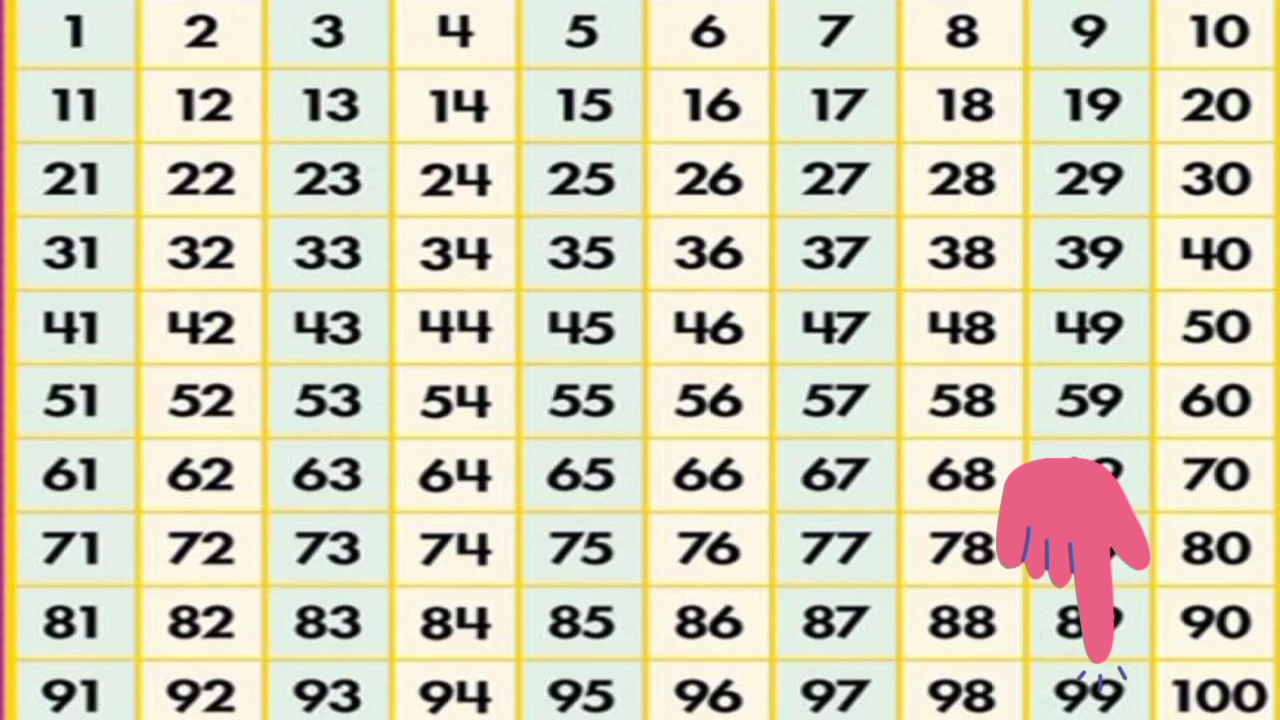 1 2 3 4 5 6 7 8 9 10
11 12 13 14 15 16 17 18 19 20
21 22 23 24 25 26 27 28 29 30
31 32 33 34 35 36 37 38 39 40
41 42 43 44 45 46 47 48 49 50
51 52 53 54 55 56 57 58 59 60
61 62 63 64 65 66 67 68 70
71 72 73 74 75 76 77 78 80
81 82 83 84 85 86 87 88 89 90
91 92 93 94 95 96 97 98 99 100